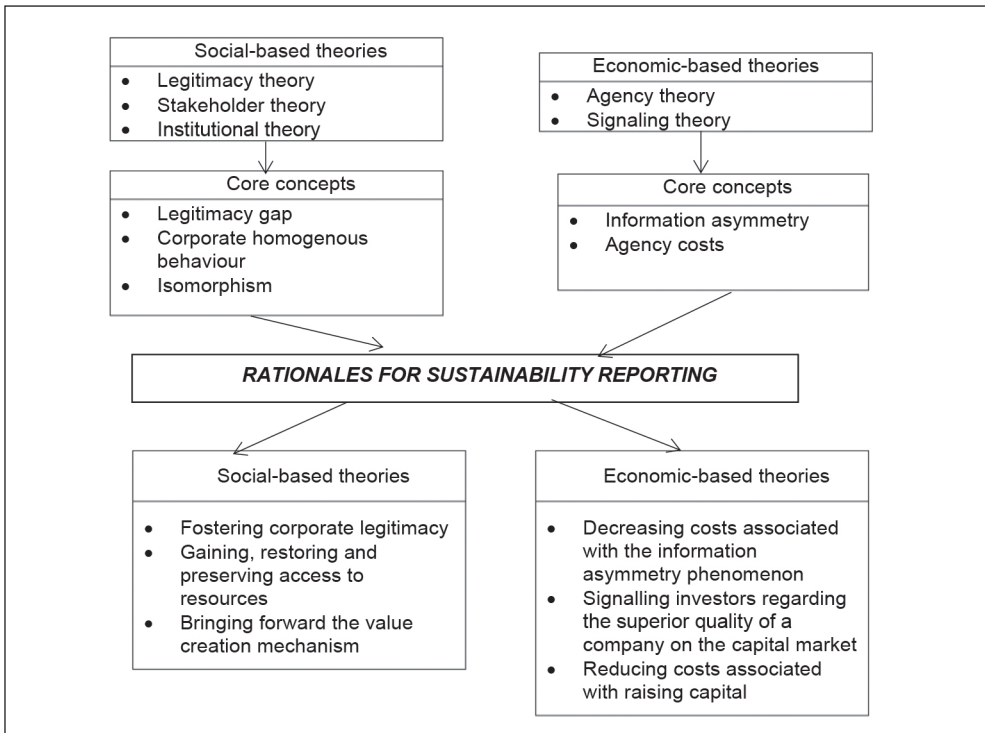 Social-based theories
• Legitimacy theory
• Stakeholder theory
• Institutional theory
Economic-based theories
• Agency theory
• Signaling theory
Core concepts
• Legitimacy gap
• Corporate homogenous
behaviour
• Isomorphism
Core concepts
• Information asymmetry
• Agency costs
RATIONALES FOR SUSTAINABILITY REPORTING
Social-based theories
• Fostering corporate legitimacy
• Gaining, restoring and
preserving access to
resources
• Bringing forward the value
creation mechanism
Economic-based theories
• Decreasing costs associated
with the information
asymmetry phenomenon
• Signalling investors regarding
the superior quality of a
company on the capital market
• Reducing costs associated
with raising capital